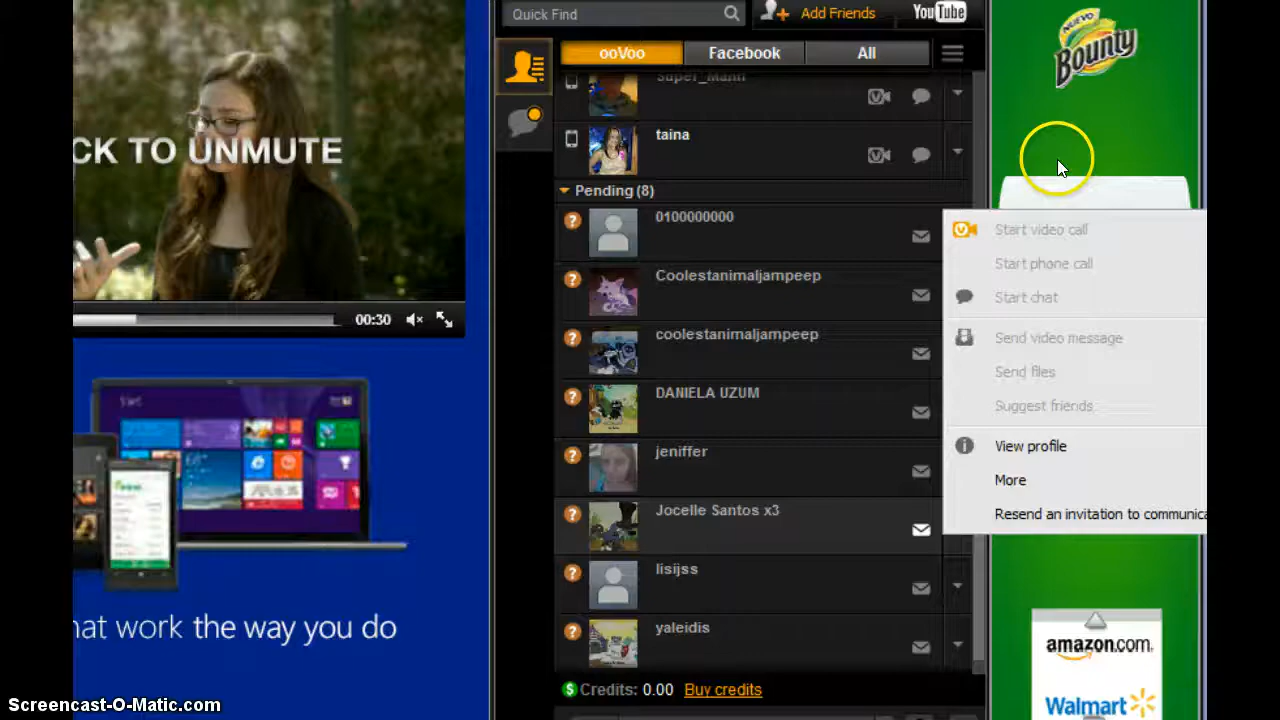 Quick Find
Add Friends
YouTube
ooVoo
Facebook
All
NUEVO
Bounty
super_Mann
taina
CK TO UNMUTE
Pending (8)
0100000000
Start video call
Start phone call
Coolestanimaljampeep
Start chat
00:30
coolestanimaljampeep
Send video message
Send files
DANIELA UZUM
Suggest friends
jeniffer
View profile
More
Jocelle Santos x3
Resend an invitation to communica
lisijss
yaleidis
hat work the way you do
amazon.com
Credits: 0.00 Buy credits
Walmart
Screencast-O-Matic.com